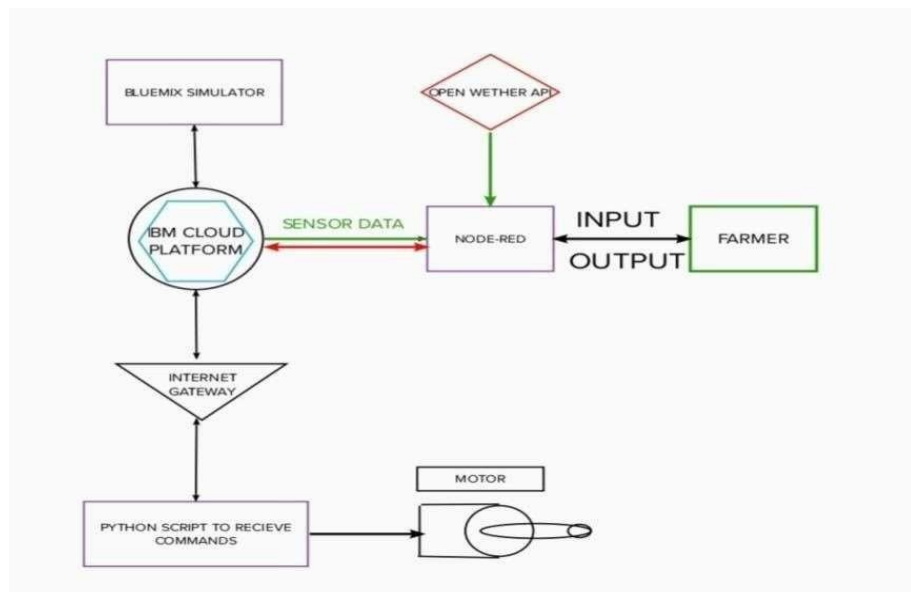 BLUEMIX SIMULATOR
OPEN WETHER API
IBM CLOUD
PLATFORM
SENSOR DATA
NODE-RED
INPUT
OUTPUT
FARMER
INTERNET
GATEWAY
MOTOR
PYTHON SCRIPT TO RECIEVE
COMMANDS